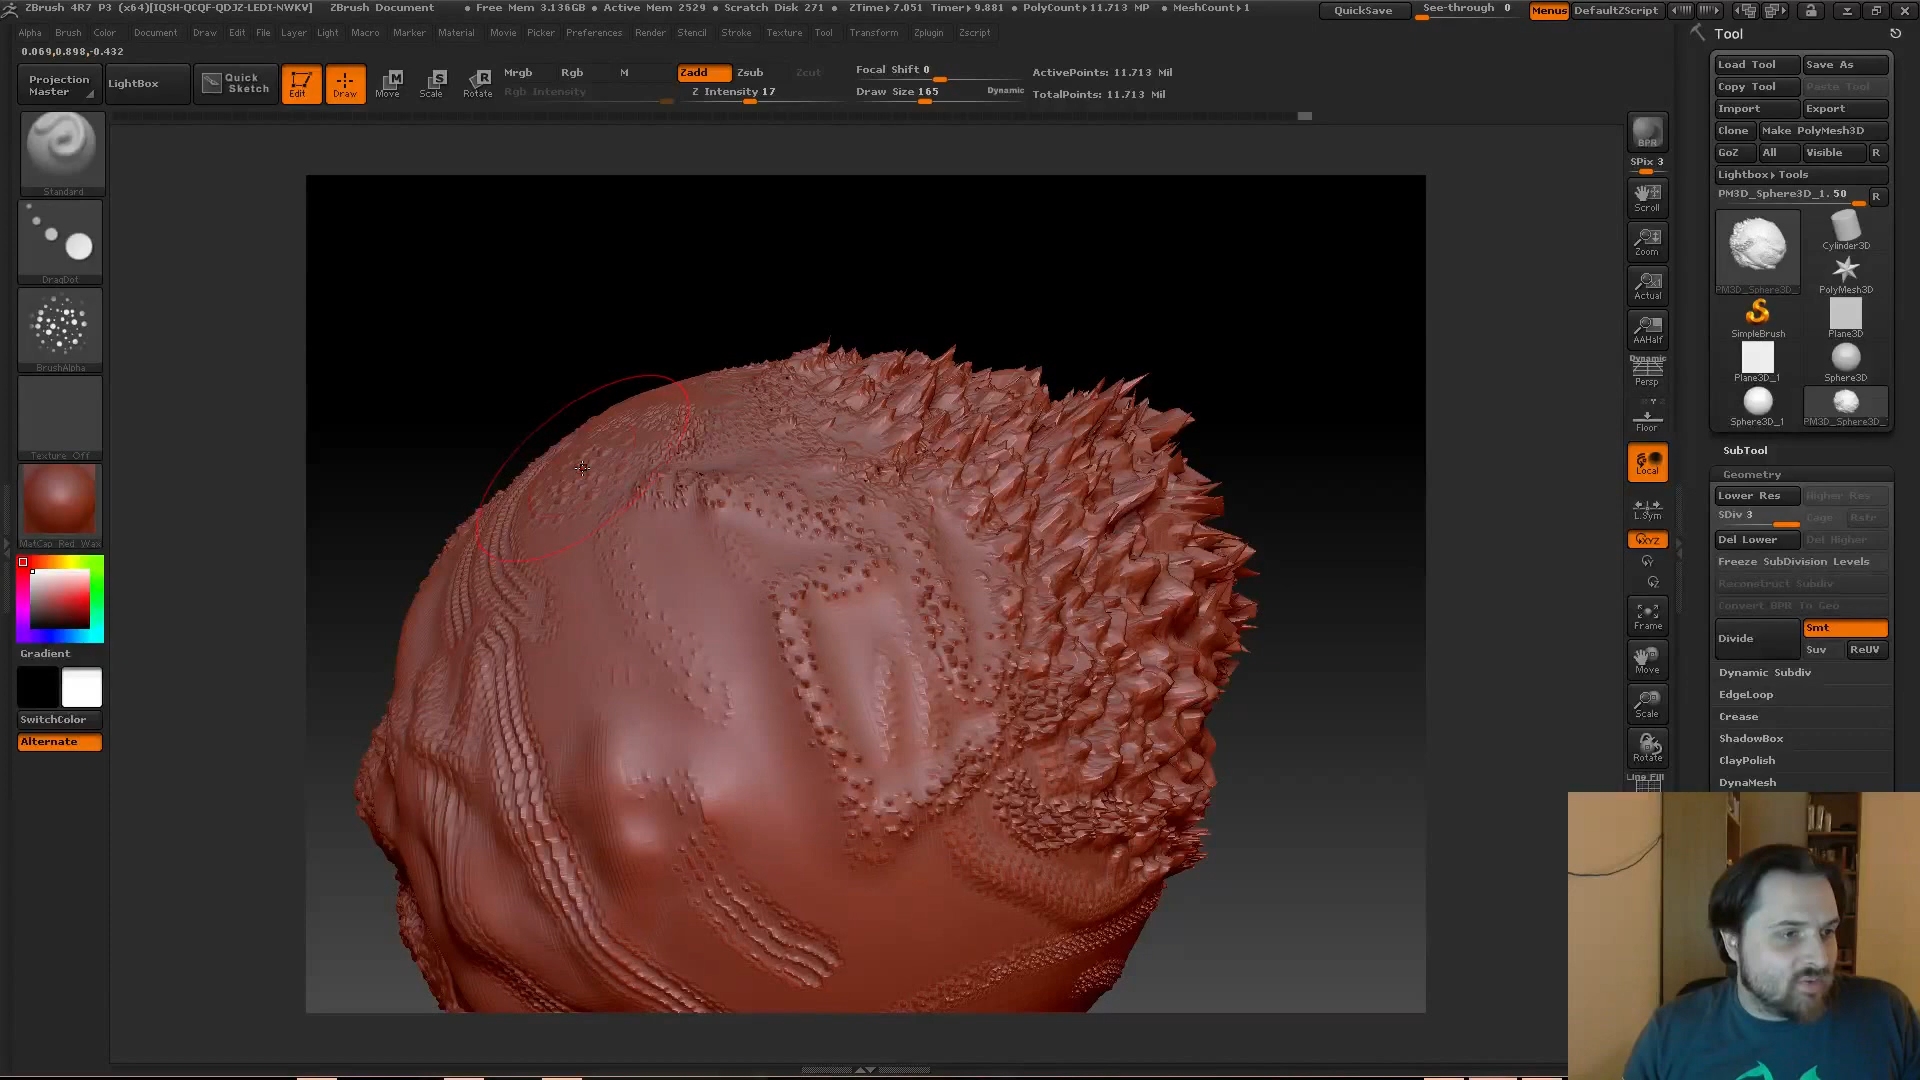 ZBrush 4R7 P3 (x64)[IQSH-QCQF-QDJZ-LEDI-NWKV] ZBrush Document • Free Mem 3.136GB • Active Mem 2529 • Scratch Disk 271 • ZTime▸7.051 Timer▸9.881 • PolyCount▸11.713 MP • MeshCount▸1 QuickSave See-through 0 Menus DefaultZScript
Alpha Brush Color Document Draw Edit File Layer Light Macro Marker Material Movie Picker Preferences Render Stencil Stroke Texture Tool Transform Zplugin Zscript
0.069,0.898,-0.432
Projection Master
LightBox
Quick Sketch
Edit
Draw
Move
Scale
Rotate
Mrgb Rgb M
Rgb Intensity
Zadd Zsub Zcut
Z Intensity 17
Focal Shift 0
Draw Size 165 Dynamic
ActivePoints: 11.713 Mil
TotalPoints: 11.713 Mil
Standard
DragDot
BrushAlpha
Texture Off
MatCap Red Wax
Gradient
SwitchColor
Alternate
BPR
SPix 3
Scroll
Zoom
Actual
AAHalf
Dynamic
Persp
Floor
Local
L.Sym
XYZ
Frame
Move
Scale
Rotate
Line Fill
Tool
Load Tool Save As
Copy Tool Paste Tool
Import Export
Clone Make PolyMesh3D
GoZ All Visible R
Lightbox▸Tools
PM3D_Sphere3D_1. 50 R
PM3D_Sphere3D_
Cylinder3D
PolyMesh3D
SimpleBrush Plane3D
Plane3D_1 Sphere3D
Sphere3D_1 PM3D_Sphere3D_
SubTool
Geometry
Lower Res Higher Res
SDiv 3 Cage Rstr
Del Lower Del Higher
Freeze SubDivision Levels
Reconstruct Subdiv
Convert BPR To Geo
Divide Smt
Suv ReUV
Dynamic Subdiv
EdgeLoop
Crease
ShadowBox
ClayPolish
DynaMesh